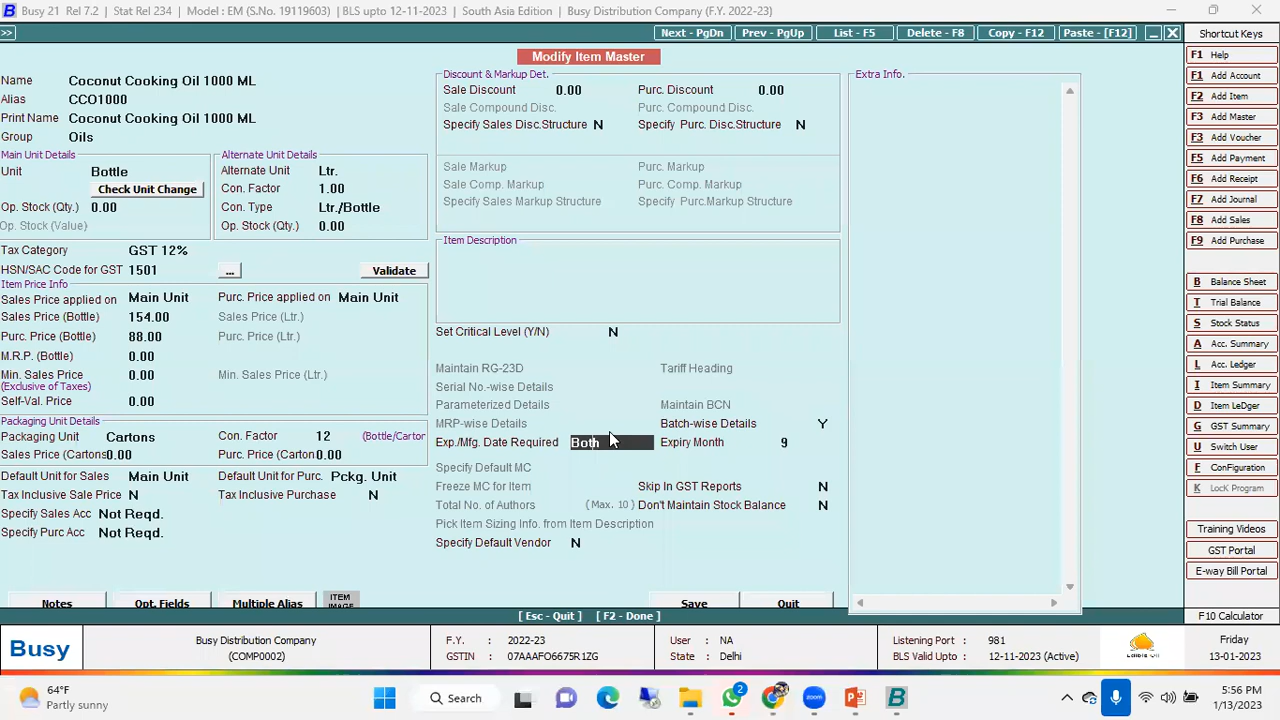 Busy 21 Rel 7.2 | Stat Rel 234 | Model : EM (S.No. 19119603) | BLS upto 12-11-2023 | South Asia Edition | Busy Distribution Company (F.Y. 2022-23)
>> Next - PgDn Prev - PgUp List - F5 Delete - F8 Copy - F12 Paste - [F12]
Modify Item Master
Name Coconut Cooking Oil 1000 ML
Alias CCO1000
Print Name Coconut Cooking Oil 1000 ML
Group Oils
Main Unit Details
Unit Bottle
Check Unit Change
Op. Stock (Qty.) 0.00
Op. Stock (Value)
Alternate Unit Details
Alternate Unit Ltr.
Con. Factor 1.00
Con. Type Ltr./Bottle
Op. Stock (Qty.) 0.00
Tax Category GST 12%
HSN/SAC Code for GST 1501 ... Validate
Item Price Info
Sales Price applied on Main Unit Purc. Price applied on Main Unit
Sales Price (Bottle) 154.00 Sales Price (Ltr.)
Purc. Price (Bottle) 88.00 Purc. Price (Ltr.)
M.R.P. (Bottle) 0.00
Min. Sales Price 0.00 Min. Sales Price (Ltr.)
(Exclusive of Taxes)
Self-Val. Price 0.00
Packaging Unit Details
Packaging Unit Cartons Con. Factor 12 (Bottle/Carton
Sales Price (Cartons 0.00 Purc. Price (Carton 0.00
Default Unit for Sales Main Unit Default Unit for Purc. Pckg. Unit
Tax Inclusive Sale Price N Tax Inclusive Purchase N
Specify Sales Acc Not Reqd.
Specify Purc Acc Not Reqd.
Notes Opt. Fields Multiple Alias ITEM IMAGE
Discount & Markup Det.
Sale Discount 0.00 Purc. Discount 0.00
Sale Compound Disc. Purc. Compound Disc.
Specify Sales Disc.Structure N Specify Purc. Disc.Structure N
Sale Markup Purc. Markup
Sale Comp. Markup Purc. Comp. Markup
Specify Sales Markup Structure Specify Purc.Markup Structure
Item Description
Set Critical Level (Y/N) N
Maintain RG-23D Tariff Heading
Serial No.-wise Details
Parameterized Details Maintain BCN
MRP-wise Details Batch-wise Details Y
Exp./Mfg. Date Required Both Expiry Month 9
Specify Default MC
Freeze MC for Item Skip In GST Reports N
Total No. of Authors (Max. 10) Don't Maintain Stock Balance N
Pick Item Sizing Info. from Item Description
Specify Default Vendor N
Save Quit
Extra Info.
[ Esc - Quit ] [ F2 - Done ]
Shortcut Keys
F1 Help
F1 Add Account
F2 Add Item
F3 Add Master
F3 Add Voucher
F5 Add Payment
F6 Add Receipt
F7 Add Journal
F8 Add Sales
F9 Add Purchase
B Balance Sheet
T Trial Balance
S Stock Status
A Acc. Summary
L Acc. Ledger
I Item Summary
D Item LeDger
G GST Summary
U Switch User
F Configuration
K LocK Program
Training Videos
GST Portal
E-way Bill Portal
F10 Calculator
Busy
Busy Distribution Company
(COMP0002)
F.Y. : 2022-23
GSTIN : 07AAAFO6675R1ZG
User : NA
State : Delhi
Listening Port : 981
BLS Valid Upto : 12-11-2023 (Active)
Edible Oil
Friday
13-01-2023
64°F
Partly sunny
Search
2
zoom
5:56 PM
1/13/2023